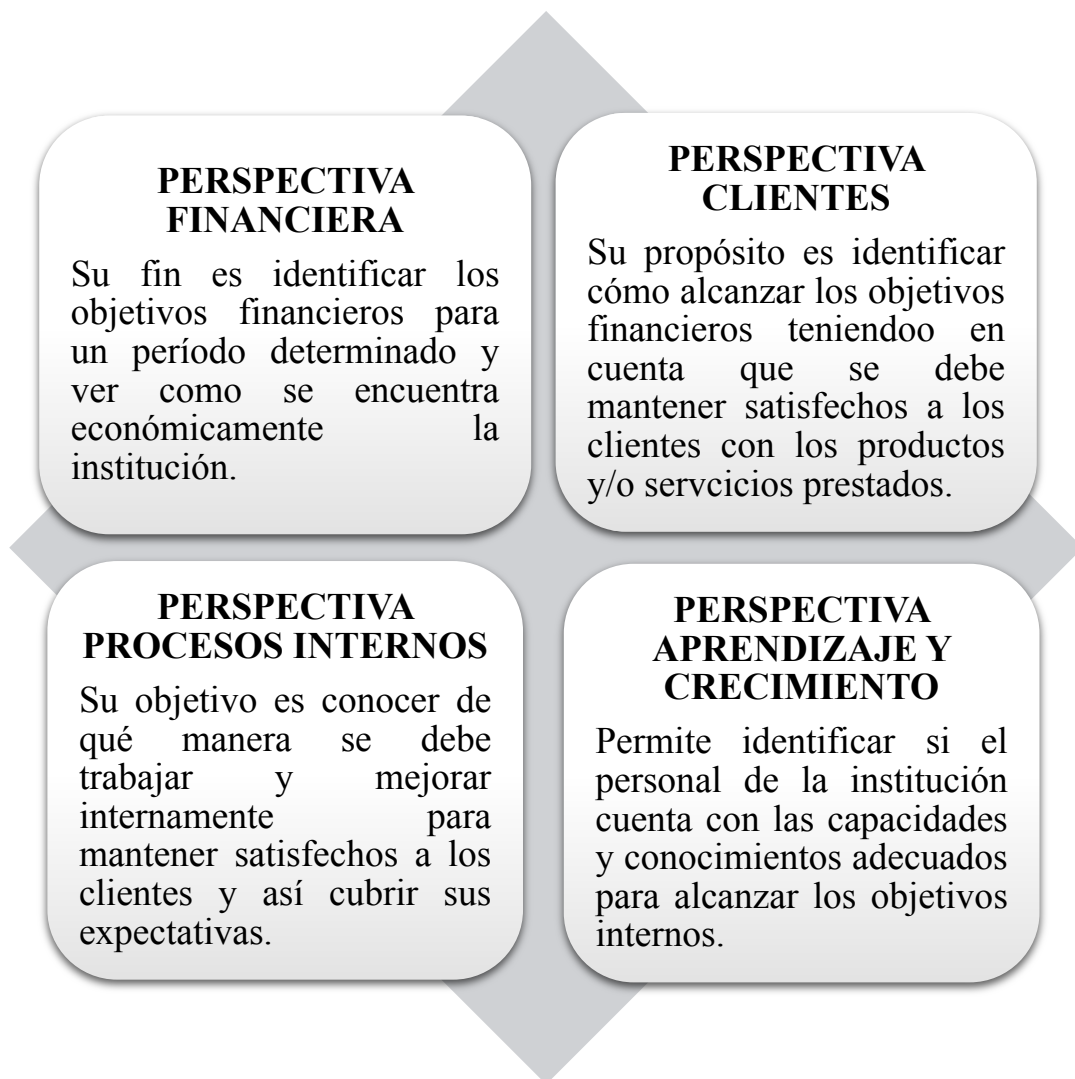 PERSPECTIVA
FINANCIERA
Su fin es identificar los
objetivos financieros para
un período determinado y
ver como se encuentra
económicamente la
institución.
PERSPECTIVA
CLIENTES
Su propósito es identificar
cómo alcanzar los objetivos
financieros teniendoo en
cuenta que se debe
mantener satisfechos a los
clientes con los productos
y/o servcicios prestados.
PERSPECTIVA
PROCESOS INTERNOS
Su objetivo es conocer de
qué manera se debe
trabajar y mejorar
internamente para
mantener satisfechos a los
clientes y así cubrir sus
expectativas.
PERSPECTIVA
APRENDIZAJE Y
CRECIMIENTO
Permite identificar si el
personal de la institución
cuenta con las capacidades
y conocimientos adecuados
para alcanzar los objetivos
internos.